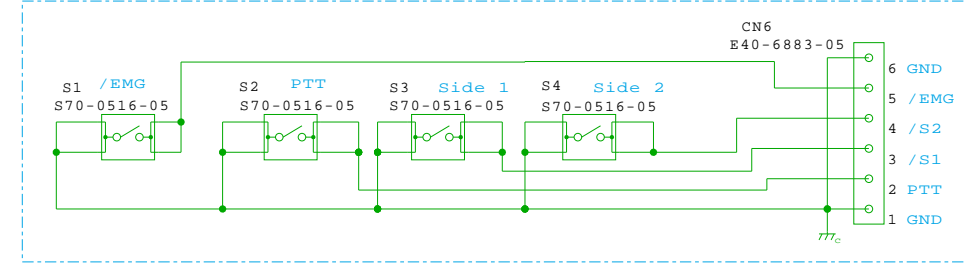 CN6
E40-6883-05
S1 /EMG
S70-0516-05
S2 PTT
S70-0516-05
S3 Side 1
S70-0516-05
S4 Side 2
S70-0516-05
6 GND
5 /EMG
4 /S2
3 /S1
2 PTT
1 GND
C